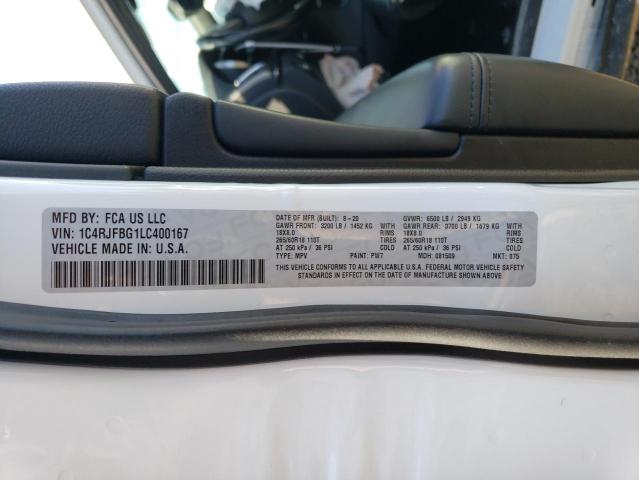 MFD BY: FCA US LLC
VIN: 1C4RJFBG1LC400167
VEHICLE MADE IN U.S.A.
DATE OF MFR (BUILT): 8-20 GVWR: 6500 LB / 2949 KG
GAWR FRONT: 3200 LB / 1452 KG WITH GAWR REAR: 3700 LB / 1679 KG WITH
18X8.0 RIMS 18X8.0 RIMS
265/60R18 110T TIRES 265/60R18 110T TIRES
AT 250 kPa / 36 PSI COLD AT 250 kPa / 36 PSI COLD
TYPE: MPV PAINT: PW7 MDH: 081509 MKT: 875
THIS VEHICLE CONFORMS TO ALL APPLICABLE U.S.A. FEDERAL MOTOR VEHICLE SAFETY
STANDARDS IN EFFECT ON THE DATE OF MANUFACTURE SHOWN ABOVE.